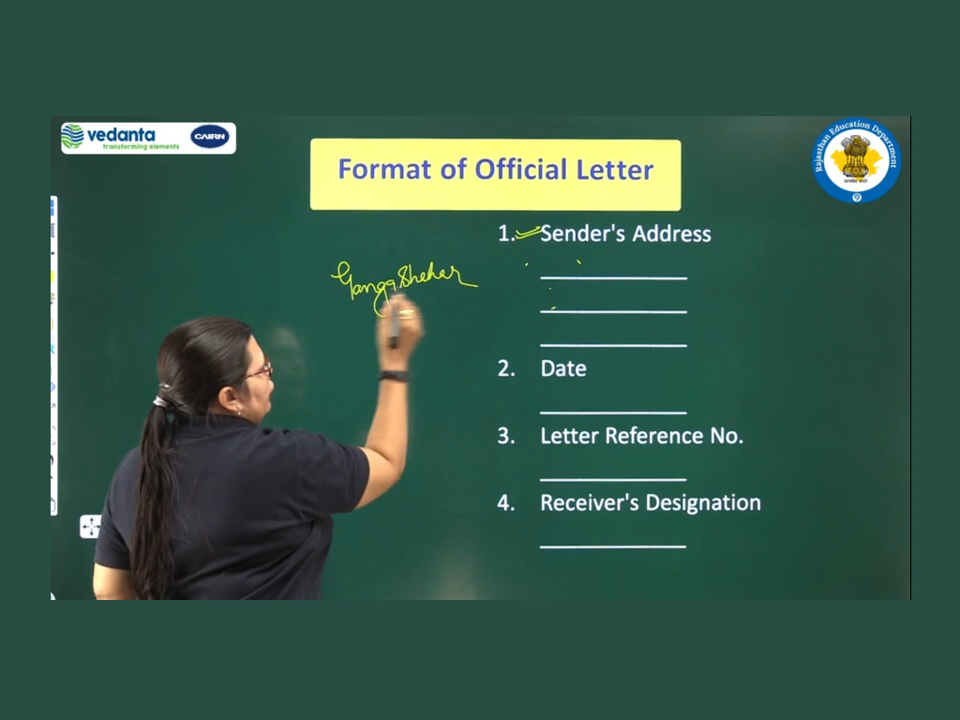 vedanta
transforming elements
CAIRN
Format of Official Letter
Rajasthan Education Department
1. Sender's Address
Gangashehar
2. Date
3. Letter Reference No.
4. Receiver's Designation